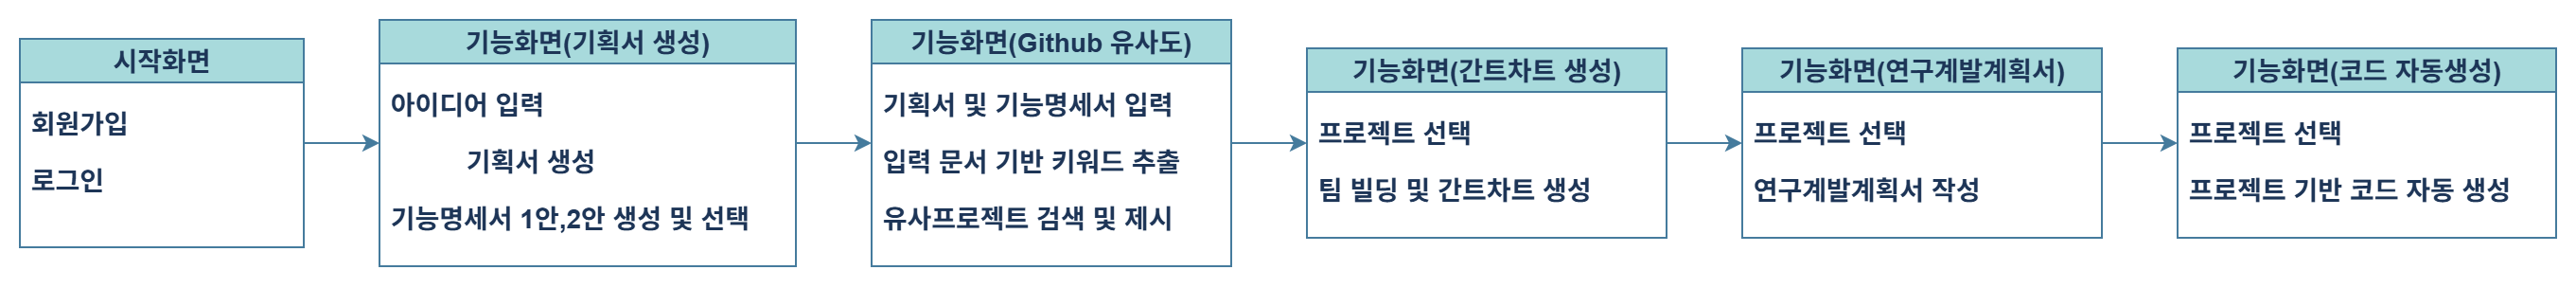 시작화면
회원가입
로그인
기능화면(기획서 생성)
아이디어 입력
기획서 생성
기능명세서 1안,2안 생성 및 선택
기능화면(Github 유사도)
기획서 및 기능명세서 입력
입력 문서 기반 키워드 추출
유사프로젝트 검색 및 제시
기능화면(간트차트 생성)
프로젝트 선택
팀 빌딩 및 간트차트 생성
기능화면(연구계발계획서)
프로젝트 선택
연구계발계획서 작성
기능화면(코드 자동생성)
프로젝트 선택
프로젝트 기반 코드 자동 생성